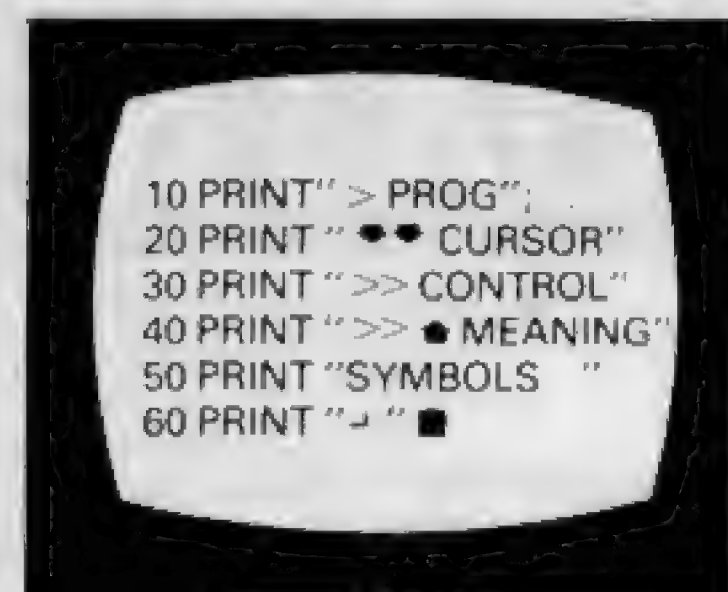 10 PRINT" > PROG";
20 PRINT " ♥♥ CURSOR"
30 PRINT " >> CONTROL"
40 PRINT " >> ● MEANING"
50 PRINT "SYMBOLS "
60 PRINT "┘ " ■